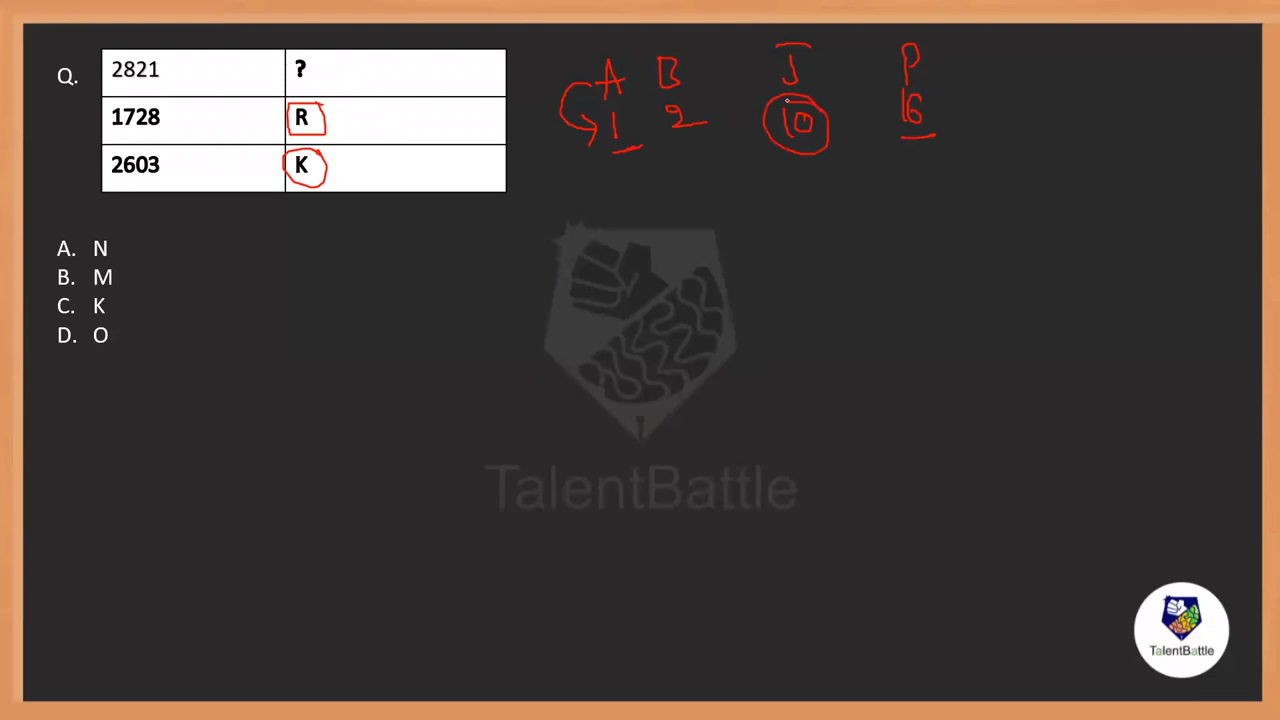 Q.
2821 ?
1728 R
2603 K
A B J P
1 2 10 16
A. N
B. M
C. K
D. O
TalentBattle
TalentBattle